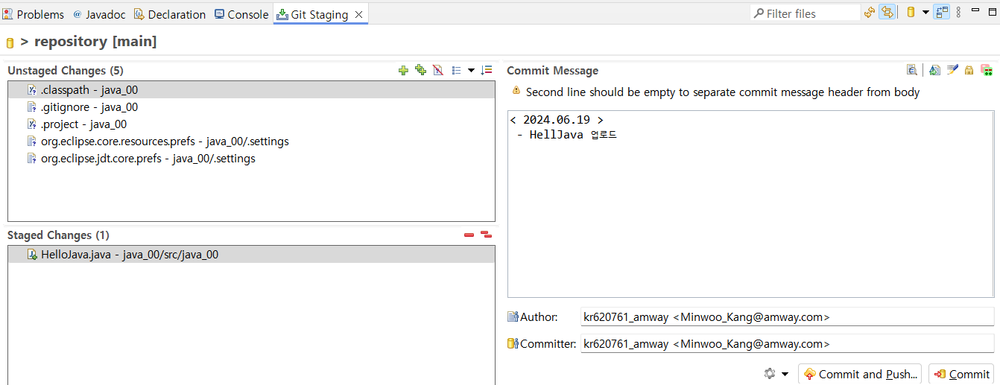 Problems @ Javadoc Declaration Console Git Staging Filter files
> repository [main]
Unstaged Changes (5)
.classpath - java_00
.gitignore - java_00
.project - java_00
org.eclipse.core.resources.prefs - java_00/.settings
org.eclipse.jdt.core.prefs - java_00/.settings
Staged Changes (1)
HelloJava.java - java_00/src/java_00
Commit Message
Second line should be empty to separate commit message header from body
< 2024.06.19 >
- HellJava 업로드
Author: kr620761_amway <Minwoo_Kang@amway.com>
Committer: kr620761_amway <Minwoo_Kang@amway.com>
Commit and Push... Commit